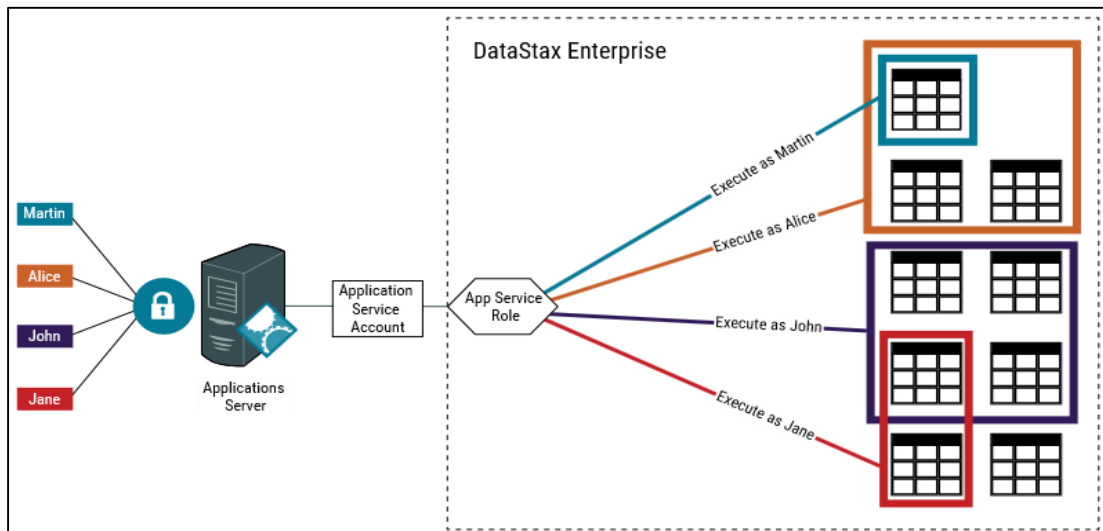 DataStax Enterprise
Martin
Alice
John
Jane
Applications
Server
Application
Service
Account
App Service
Role
Execute as Martin
Execute as Alice
Execute as John
Execute as Jane